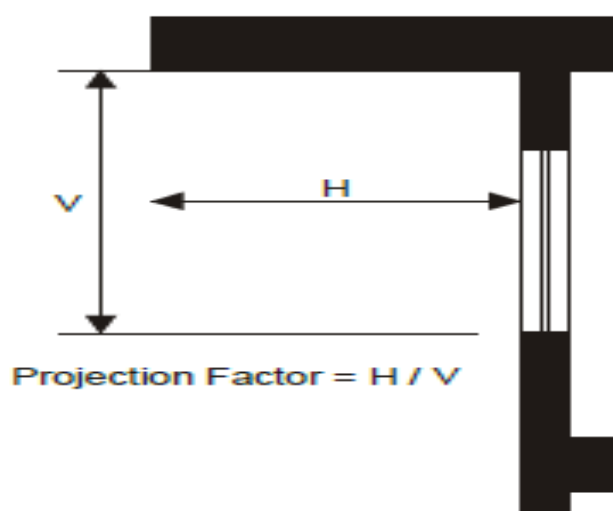 H
V
Projection Factor = H / V